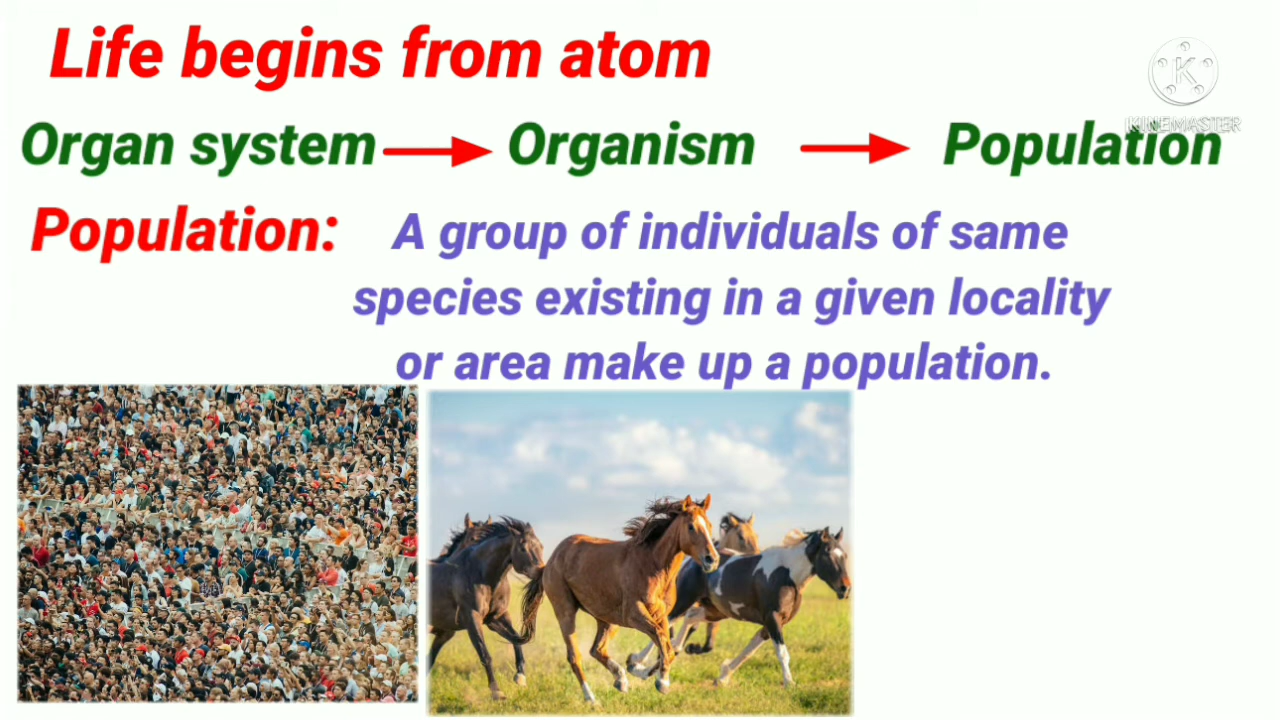 Life begins from atom
K
KINEMASTER
Organ system Organism Population
Population: A group of individuals of same
species existing in a given locality
or area make up a population.